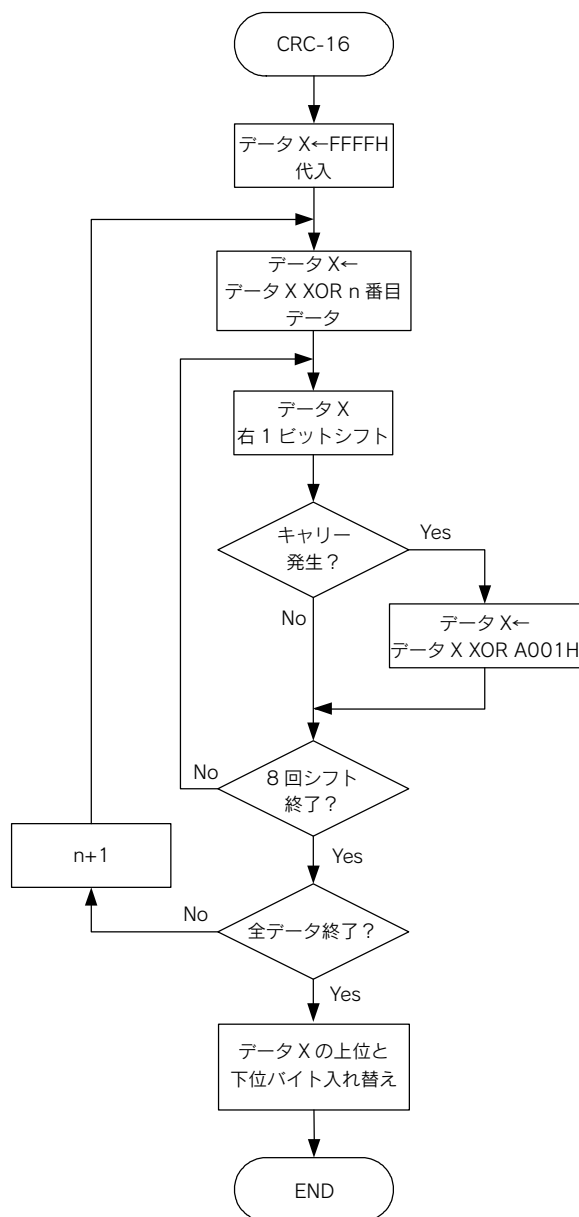 CRC-16
データ X←FFFFH
代入
データ X←
データ X XOR n 番目
データ
データ X
右 1 ビットシフト
キャリー
発生？
Yes
No
データ X←
データ X XOR A001H
8 回シフト
終了？
No
Yes
n+1
全データ終了？
No
Yes
データ X の上位と
下位バイト入れ替え
END